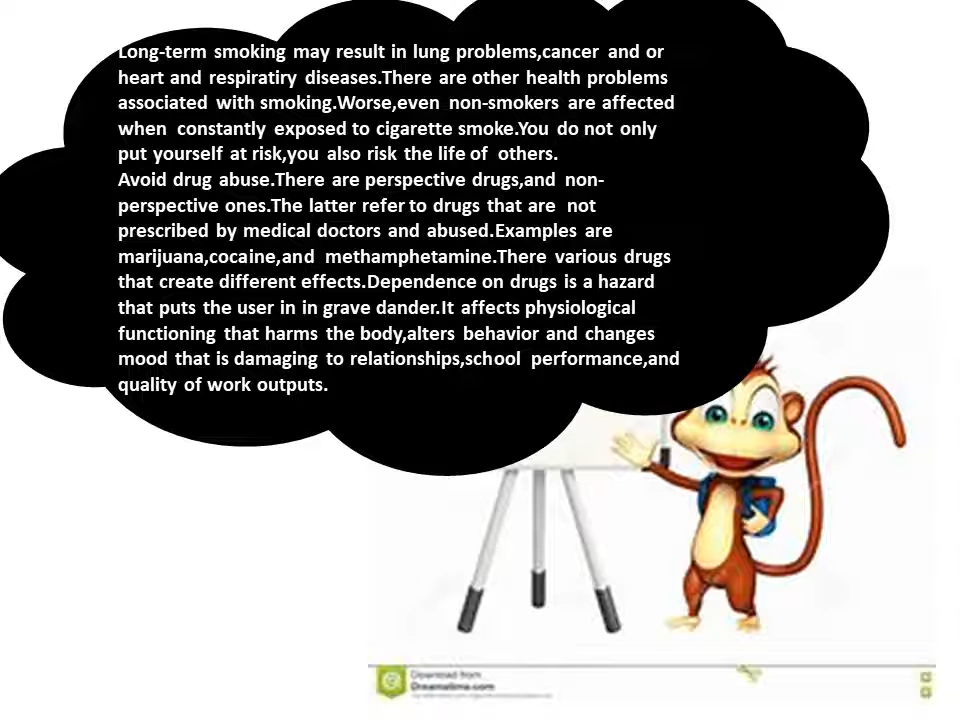 Long-term smoking may result in lung problems,cancer and or
heart and respiratiry diseases.There are other health problems
associated with smoking.Worse,even non-smokers are affected
when constantly exposed to cigarette smoke.You do not only
put yourself at risk,you also risk the life of others.
Avoid drug abuse.There are perspective drugs,and non-
perspective ones.The latter refer to drugs that are not
prescribed by medical doctors and abused.Examples are
marijuana,cocaine,and methamphetamine.There various drugs
that create different effects.Dependence on drugs is a hazard
that puts the user in in grave dander.It affects physiological
functioning that harms the body,alters behavior and changes
mood that is damaging to relationships,school performance,and
quality of work outputs.
Download from
Dreamstime.com